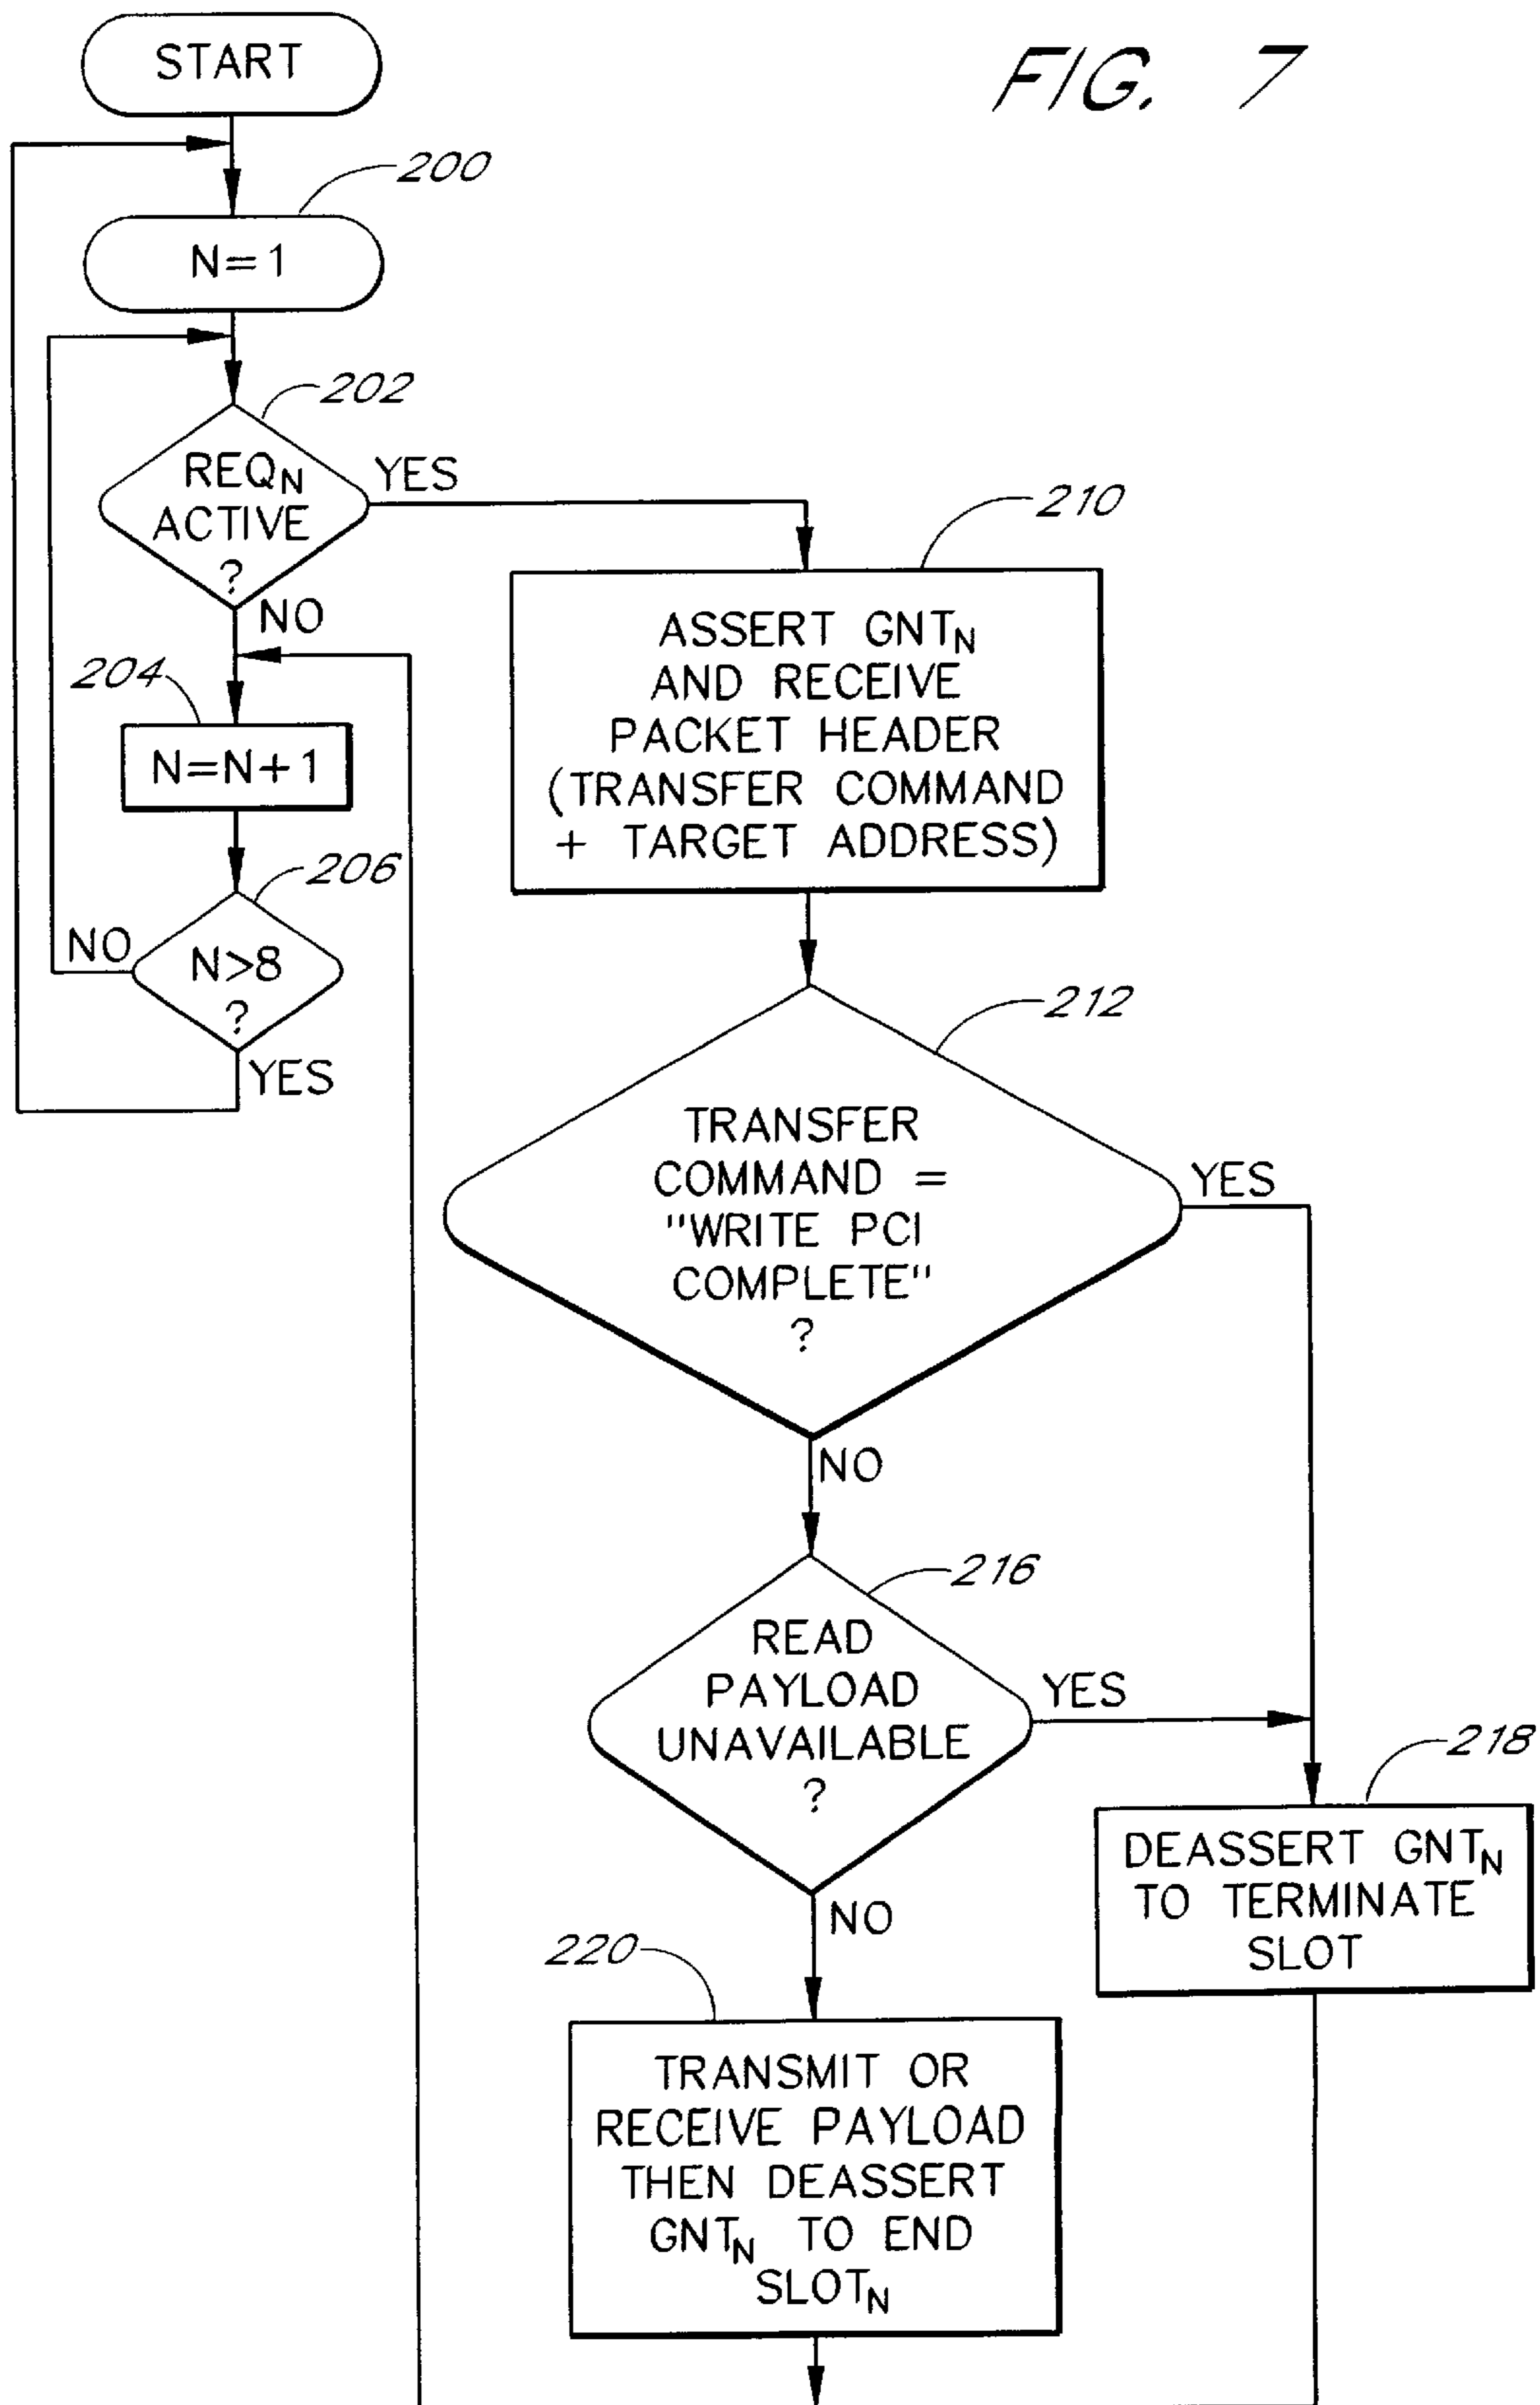 FIG. 7
START
200
N=1
202
REQN
ACTIVE
?
YES
NO
204
N=N+1
206
N>8
?
NO
YES
210
ASSERT GNTN
AND RECEIVE
PACKET HEADER
(TRANSFER COMMAND
+ TARGET ADDRESS)
212
TRANSFER
COMMAND =
"WRITE PCI
COMPLETE"
?
YES
NO
216
READ
PAYLOAD
UNAVAILABLE
?
YES
NO
218
DEASSERT GNTN
TO TERMINATE
SLOT
220
TRANSMIT OR
RECEIVE PAYLOAD
THEN DEASSERT
GNTN TO END
SLOTN